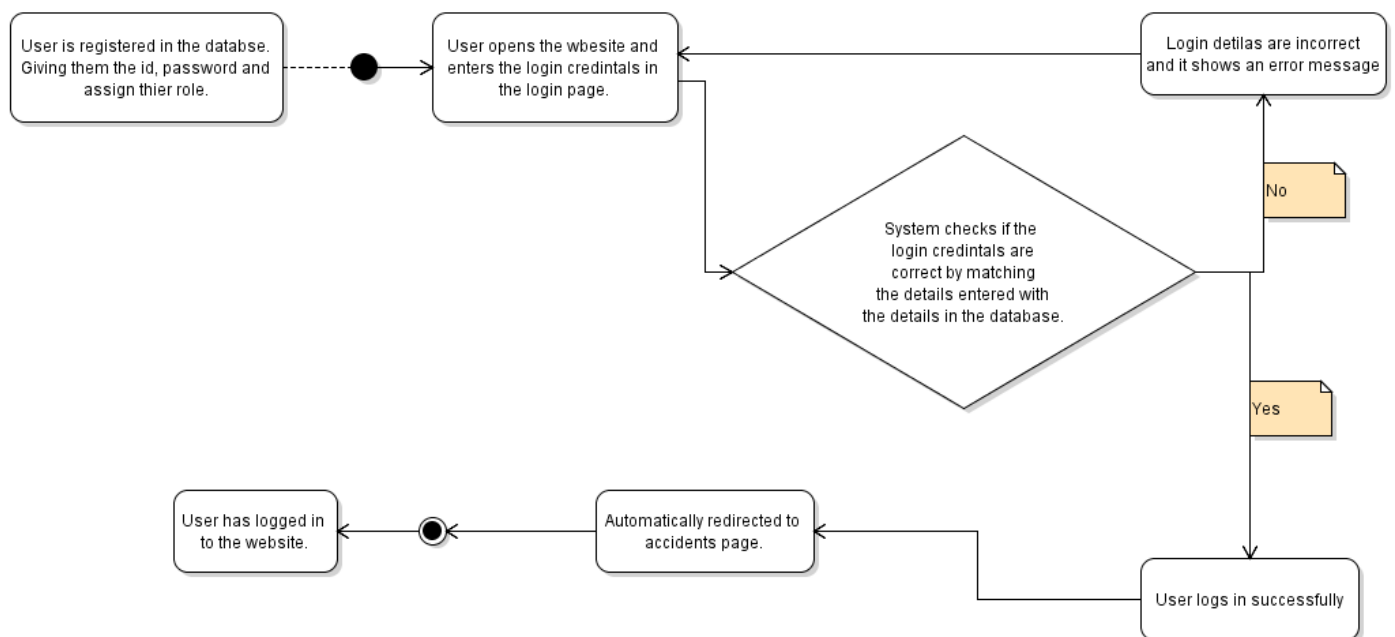 User is registered in the databse.
Giving them the id, password and
assign thier role.
User opens the wbesite and
enters the login credintals in
the login page.
Login detilas are incorrect
and it shows an error message
No
System checks if the
login credintals are
correct by matching
the details entered with
the details in the database.
Yes
User has logged in
to the website.
Automatically redirected to
accidents page.
User logs in successfully